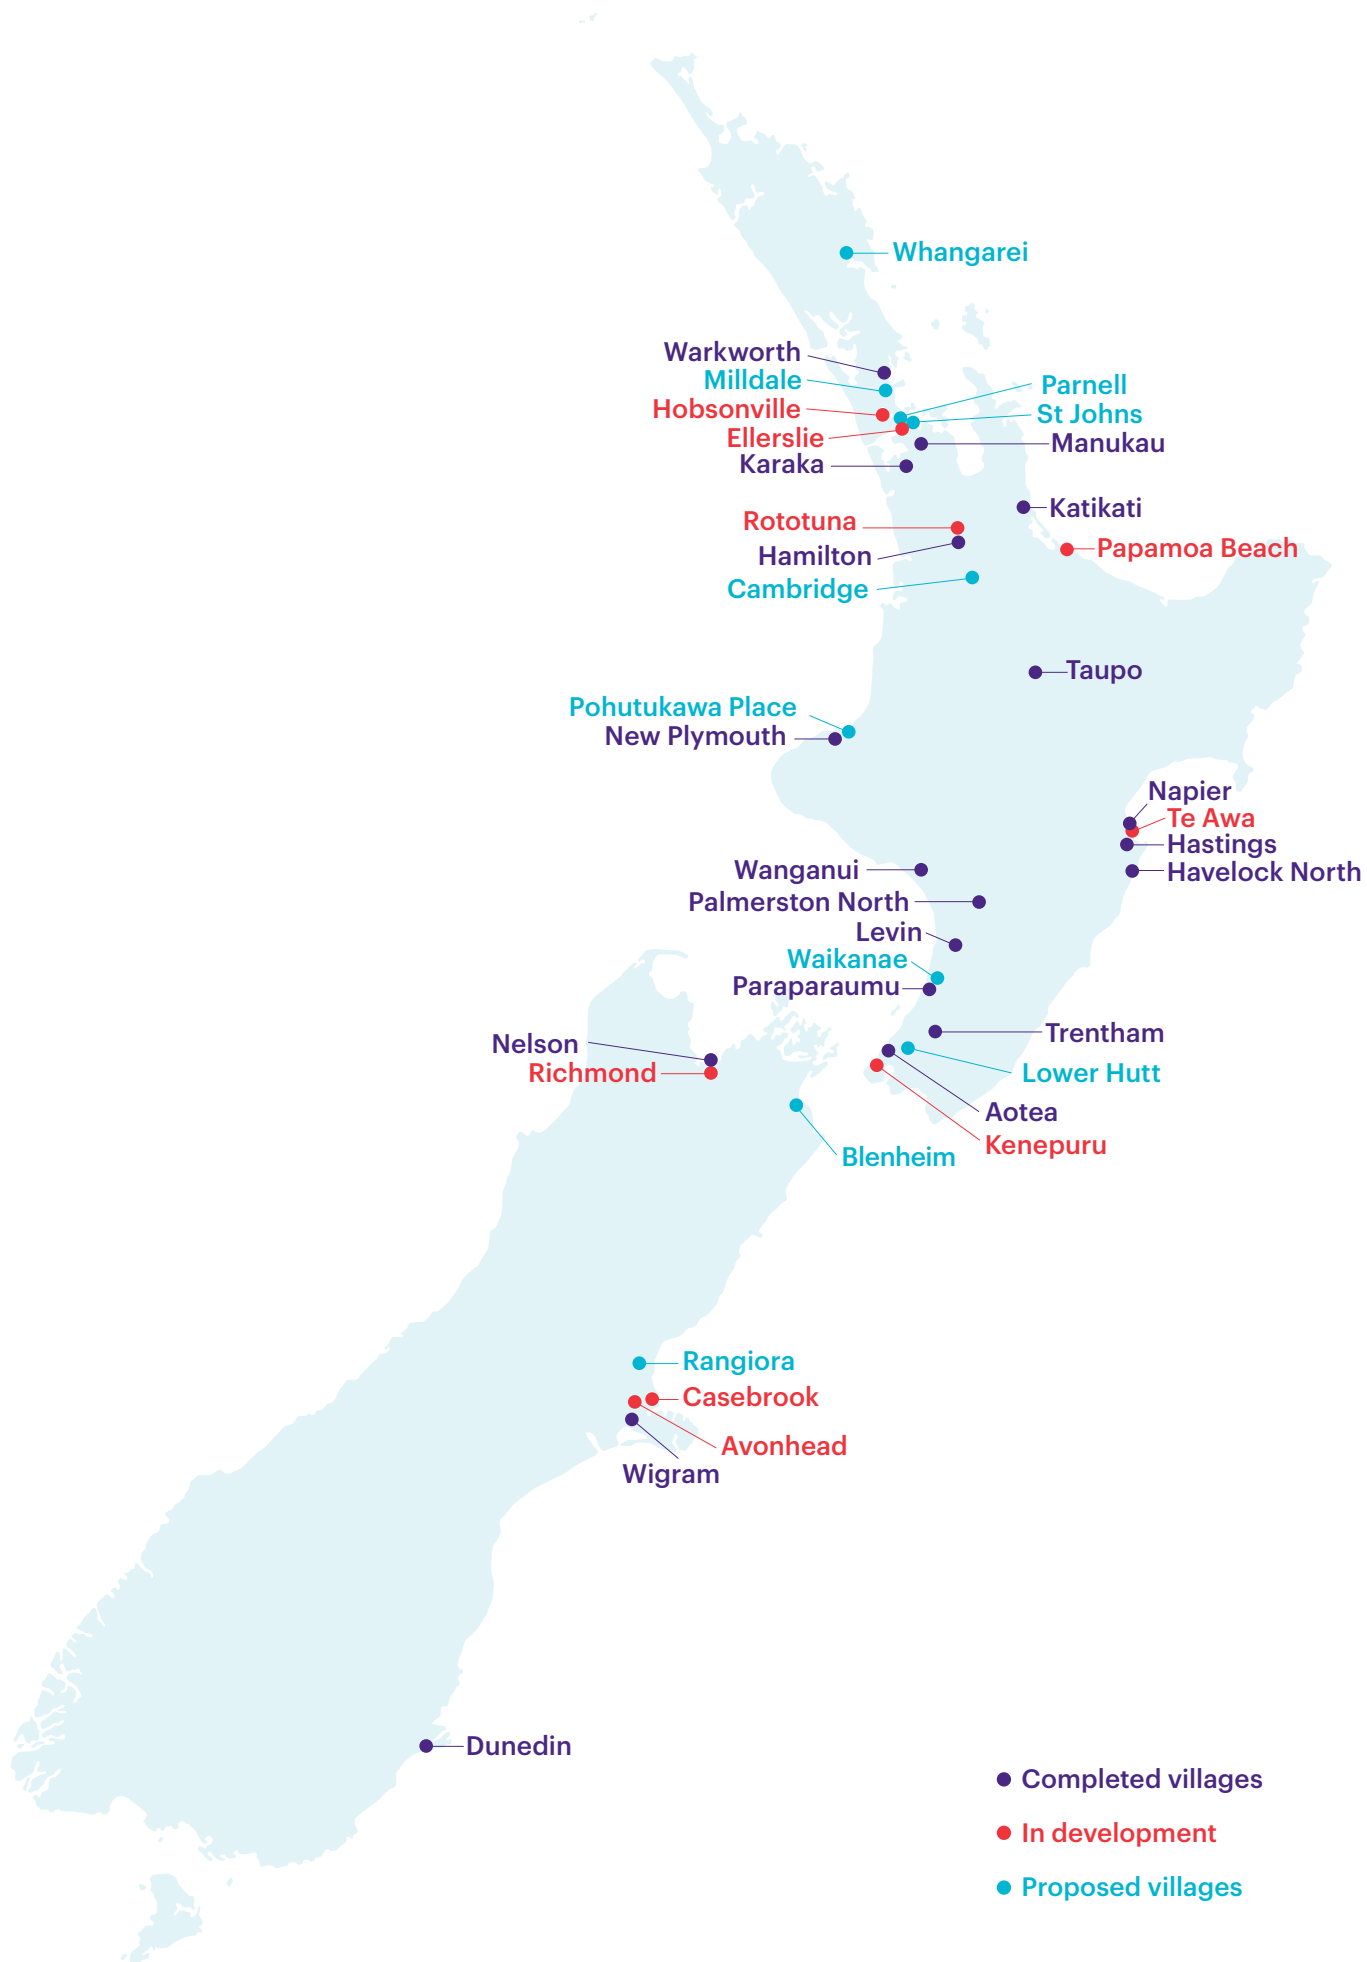 Whangarei
Warkworth
Milldale
Hobsonville
Ellerslie
Karaka
Parnell
St Johns
Manukau
Katikati
Rototuna
Hamilton
Cambridge
Papamoa Beach
Taupo
Pohutukawa Place
New Plymouth
Napier
Te Awa
Hastings
Havelock North
Wanganui
Palmerston North
Levin
Waikanae
Paraparaumu
Trentham
Lower Hutt
Aotea
Kenepuru
Nelson
Richmond
Blenheim
Rangiora
Casebrook
Avonhead
Wigram
Dunedin
Completed villages
In development
Proposed villages